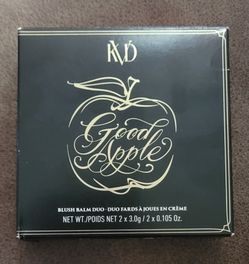 KVD
Good
Apple
BLUSH BALM DUO · DUO FARDS À JOUES EN CRÈME
NET WT./POIDS NET 2 x 3.0g / 2 x 0.105 Oz.